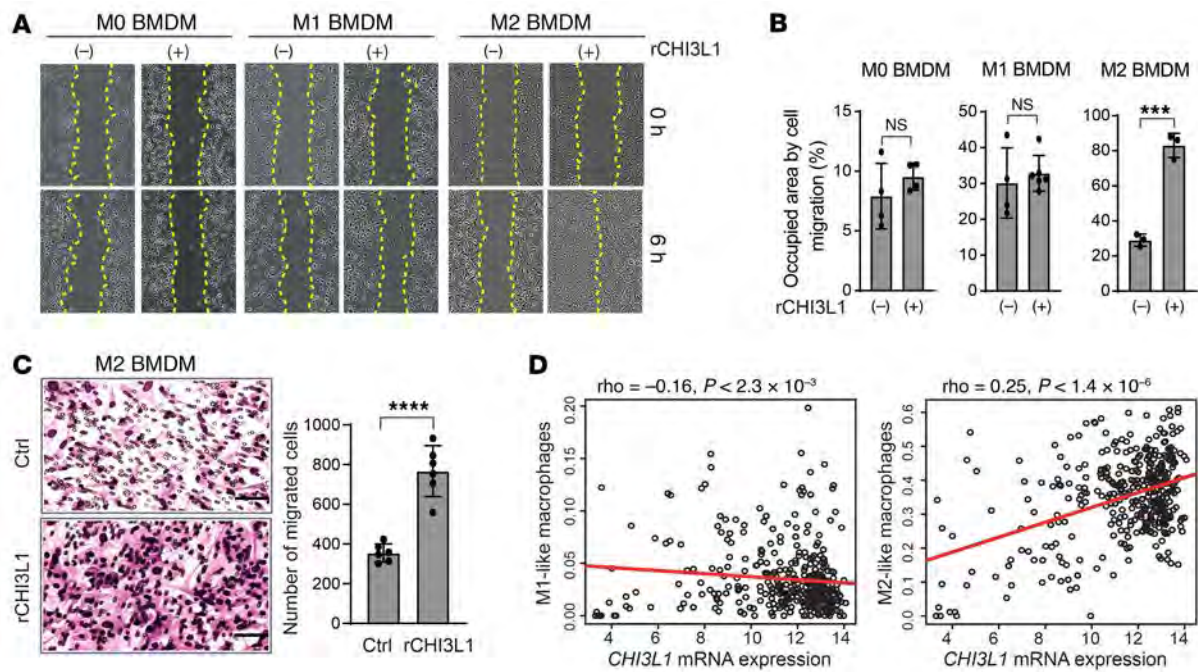 A
M0 BMDM M1 BMDM M2 BMDM
(−) (+) (−) (+) (−) (+) rCHI3L1
0 h
6 h
B
M0 BMDM M1 BMDM M2 BMDM
Occupied area by cell
migration (%)
15
10
5
0
NS
50
40
30
20
10
0
NS
100
80
60
40
20
0
***
rCHI3L1 (−) (+) (−) (+) (−) (+)
C
M2 BMDM
Ctrl
rCHI3L1
Number of migrated cells
1000
800
600
400
200
0
****
Ctrl rCHI3L1
D
rho = −0.16, P < 2.3 × 10−3
M1-like macrophages
0.20
0.15
0.10
0.05
0.00
4 6 8 10 12 14
CHI3L1 mRNA expression
rho = 0.25, P < 1.4 × 10−6
M2-like macrophages
0.6
0.5
0.4
0.3
0.2
0.1
0.0
4 6 8 10 12 14
CHI3L1 mRNA expression